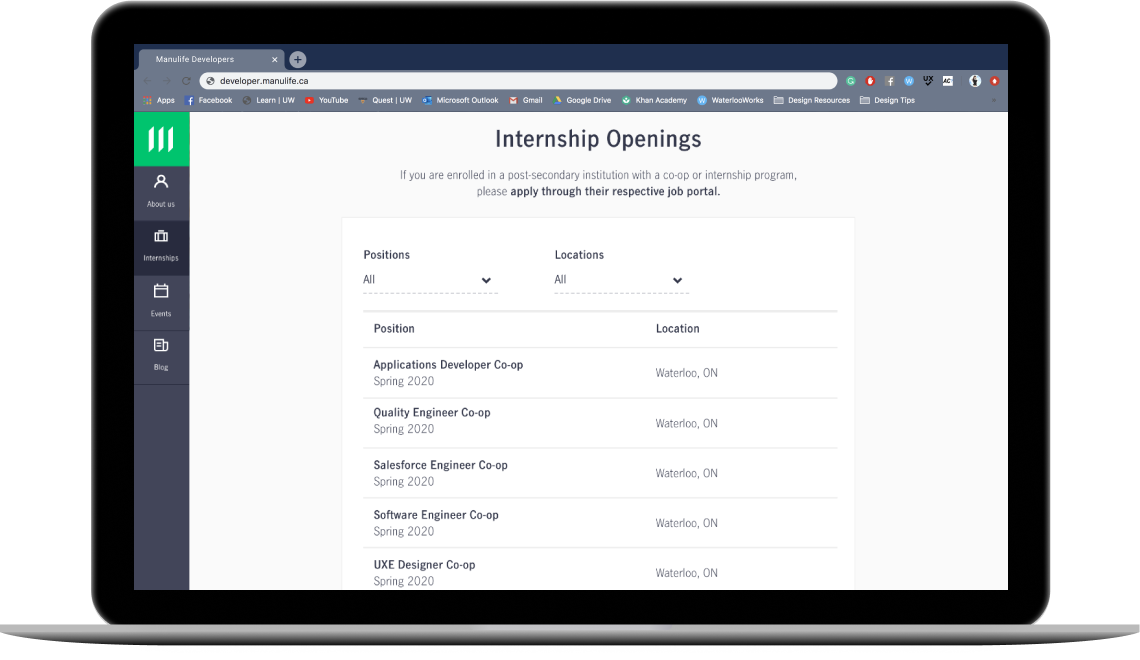 Manulife Developers
developer.manulife.ca
Apps Facebook Learn | UW YouTube Quest | UW Microsoft Outlook Gmail Google Drive Khan Academy WaterlooWorks Design Resources Design Tips
About us
Internships
Events
Blog
Internship Openings
If you are enrolled in a post-secondary institution with a co-op or internship program,
please apply through their respective job portal.
Positions Locations
All All
Position Location
Applications Developer Co-op
Spring 2020
Waterloo, ON
Quality Engineer Co-op
Spring 2020
Waterloo, ON
Salesforce Engineer Co-op
Spring 2020
Waterloo, ON
Software Engineer Co-op
Spring 2020
Waterloo, ON
UXE Designer Co-op
Spring 2020
Waterloo, ON